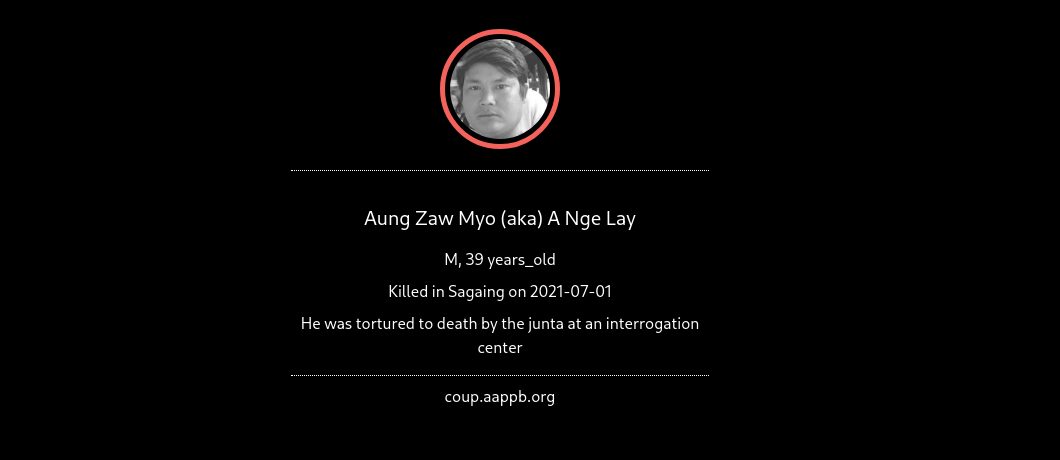 Aung Zaw Myo (aka) A Nge Lay
M, 39 years_old
Killed in Sagaing on 2021-07-01
He was tortured to death by the junta at an interrogation
center
coup.aappb.org